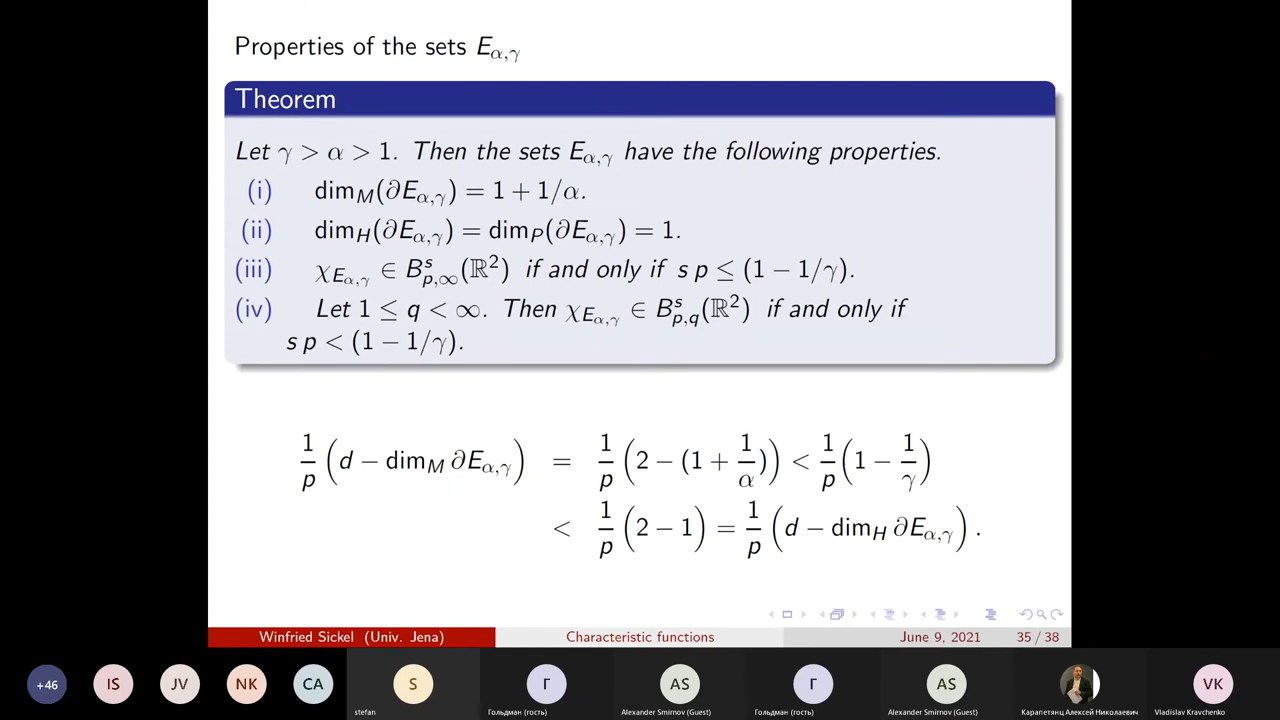 Properties of the sets E_{α,γ}
Theorem
Let γ > α > 1. Then the sets E_{α,γ} have the following properties.
(i) dim_M(∂E_{α,γ}) = 1 + 1/α.
(ii) dim_H(∂E_{α,γ}) = dim_P(∂E_{α,γ}) = 1.
(iii) χ_{E_{α,γ}} ∈ B^s_{p,∞}(ℝ²) if and only if s p ≤ (1 − 1/γ).
(iv) Let 1 ≤ q < ∞. Then χ_{E_{α,γ}} ∈ B^s_{p,q}(ℝ²) if and only if
s p < (1 − 1/γ).
1/p (d − dim_M ∂E_{α,γ}) = 1/p (2 − (1 + 1/α)) < 1/p (1 − 1/γ)
< 1/p (2 − 1) = 1/p (d − dim_H ∂E_{α,γ}).
Winfried Sickel (Univ. Jena) Characteristic functions June 9, 2021 35 / 38
+46 IS JV NK CA S Г AS Г AS VK
stefan Гольдман (гость) Alexander Smirnov (Guest) Гольдман (гость) Alexander Smirnov (Guest) Карапетянц Алексей Николаевич Vladislav Kravchenko